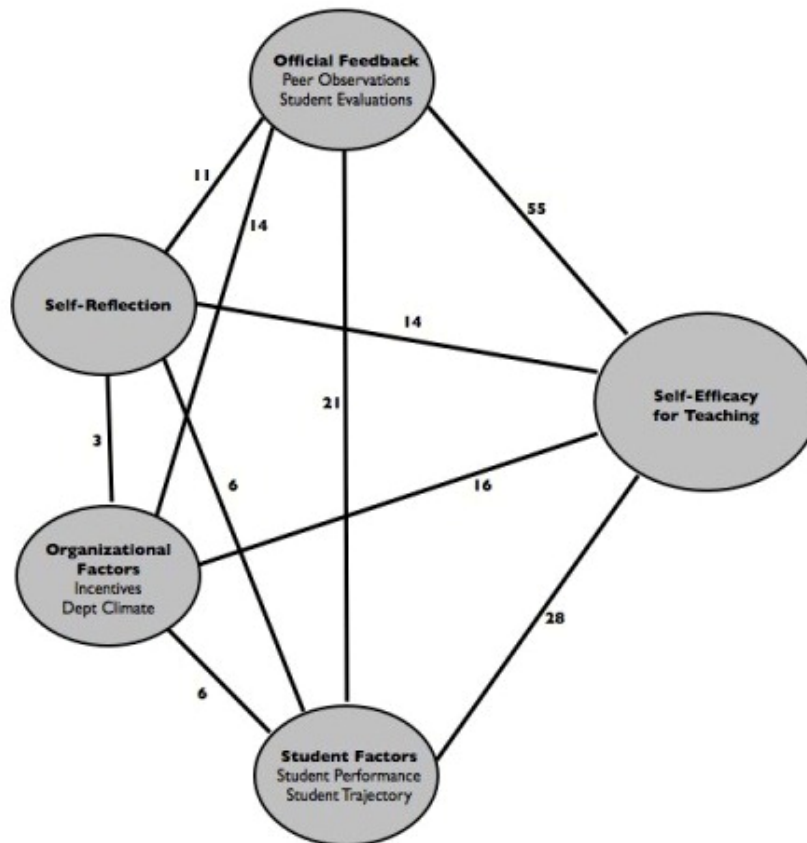 Official Feedback
Peer Observations
Student Evaluations
11
55
14
Self-Reflection
14
Self-Efficacy
for Teaching
21
3
6
16
Organizational
Factors
Incentives
Dept Climate
28
6
Student Factors
Student Performance
Student Trajectory